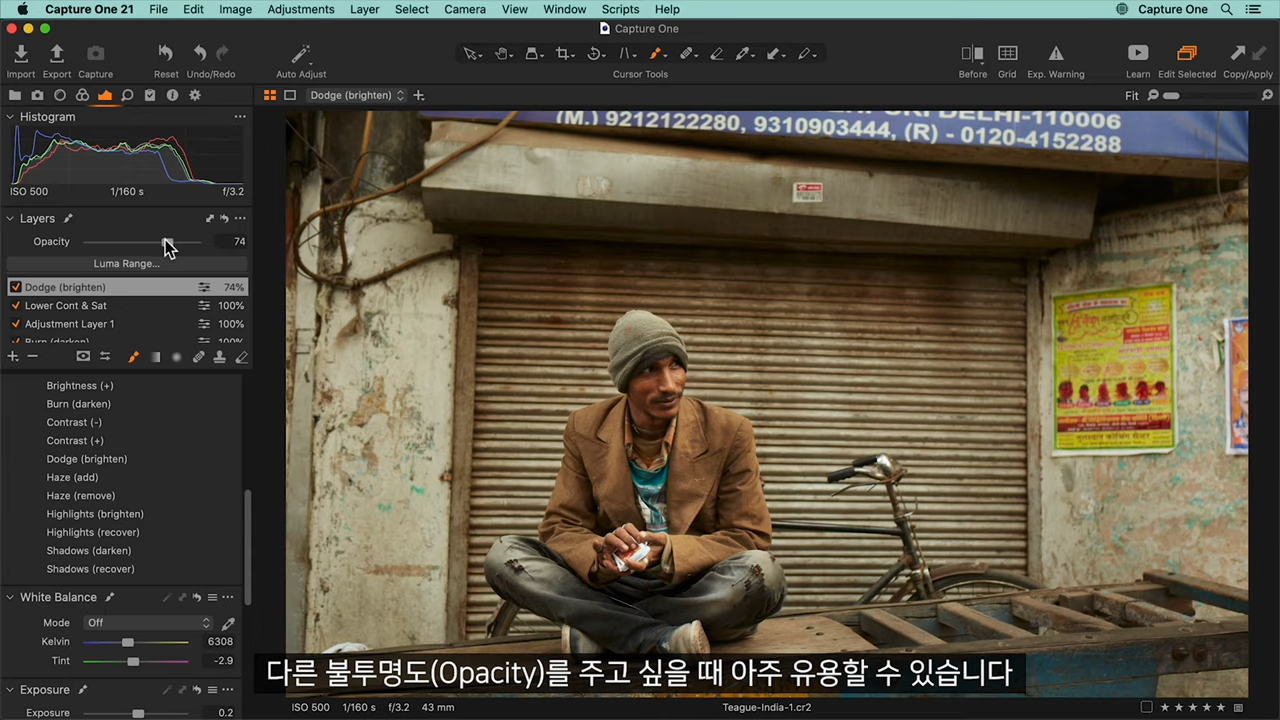 Capture One 21 File Edit Image Adjustments Layer Select Camera View Window Scripts Help Capture One
Capture One
Import Export Capture Reset Undo/Redo Auto Adjust Cursor Tools Before Grid Exp. Warning Learn Edit Selected Copy/Apply
Dodge (brighten) Fit
Histogram
ISO 500 1/160 s f/3.2
Layers
Opacity 74
Luma Range...
Dodge (brighten) 74%
Lower Cont & Sat 100%
Adjustment Layer 1 100%
Burn (darken) 100%
Brightness (+)
Burn (darken)
Contrast (-)
Contrast (+)
Dodge (brighten)
Haze (add)
Haze (remove)
Highlights (brighten)
Highlights (recover)
Shadows (darken)
Shadows (recover)
White Balance
Mode Off
Kelvin 6308
Tint -2.9
Exposure
Exposure 0.2
DELHI-110006
(M.) 9212122280, 9310903444, (R) - 0120-4152288
다른 불투명도(Opacity)를 주고 싶을 때 아주 유용할 수 있습니다
ISO 500 1/160 s f/3.2 43 mm Teague-India-1.cr2